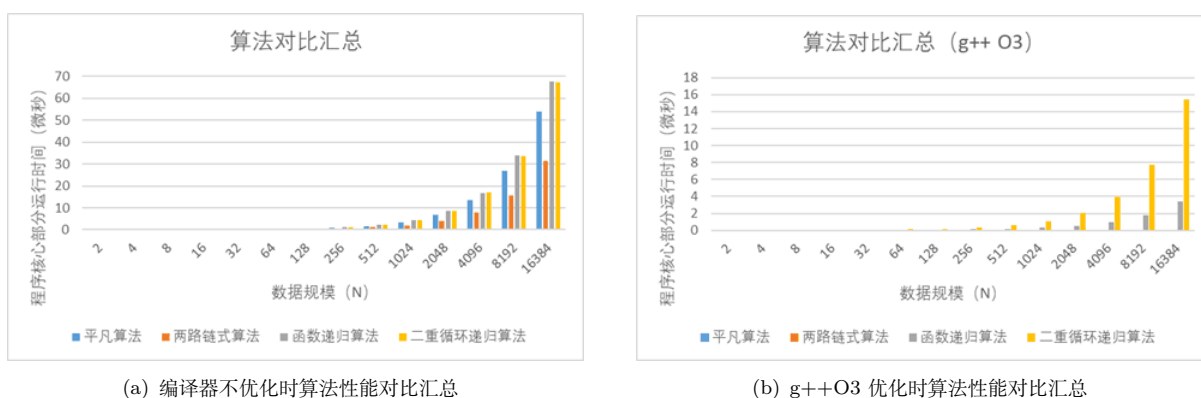 算法对比汇总
程序核心部分运行时间（微秒）
70
60
50
40
30
20
10
0
2 4 8 16 32 64 128 256 512 1024 2048 4096 8192 16384
数据规模（N）
平凡算法 两路链式算法 函数递归算法 二重循环递归算法
(a) 编译器不优化时算法性能对比汇总
算法对比汇总（g++ O3）
程序核心部分运行时间（微秒）
18
16
14
12
10
8
6
4
2
0
2 4 8 16 32 64 128 256 512 1024 2048 4096 8192 16384
数据规模（N）
平凡算法 两路链式算法 函数递归算法 二重循环递归算法
(b) g++O3 优化时算法性能对比汇总